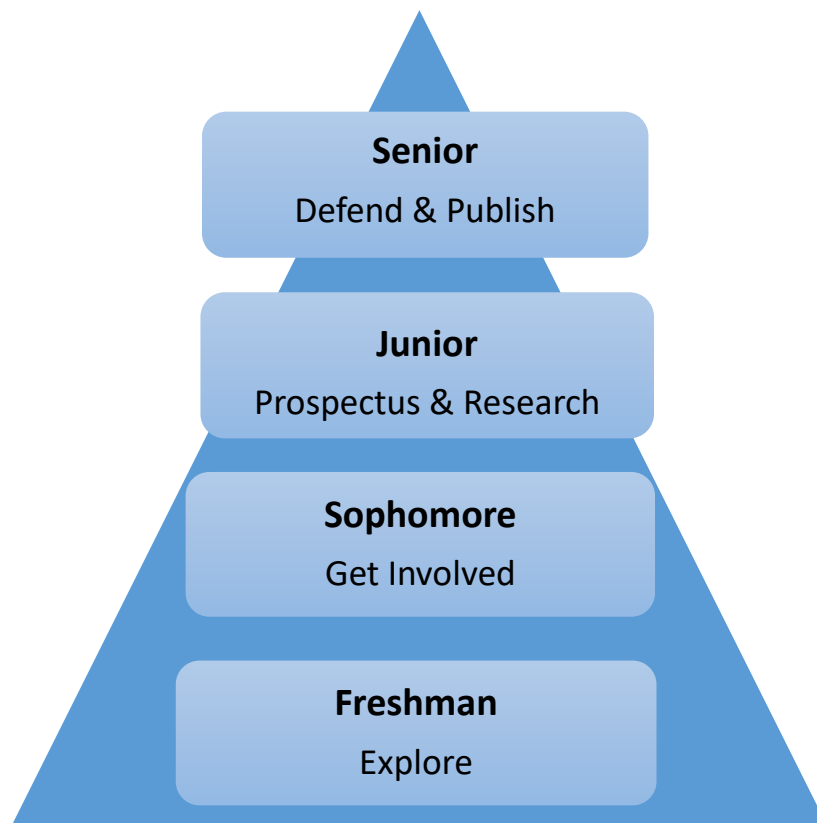 Senior
Defend & Publish
Junior
Prospectus & Research
Sophomore
Get Involved
Freshman
Explore